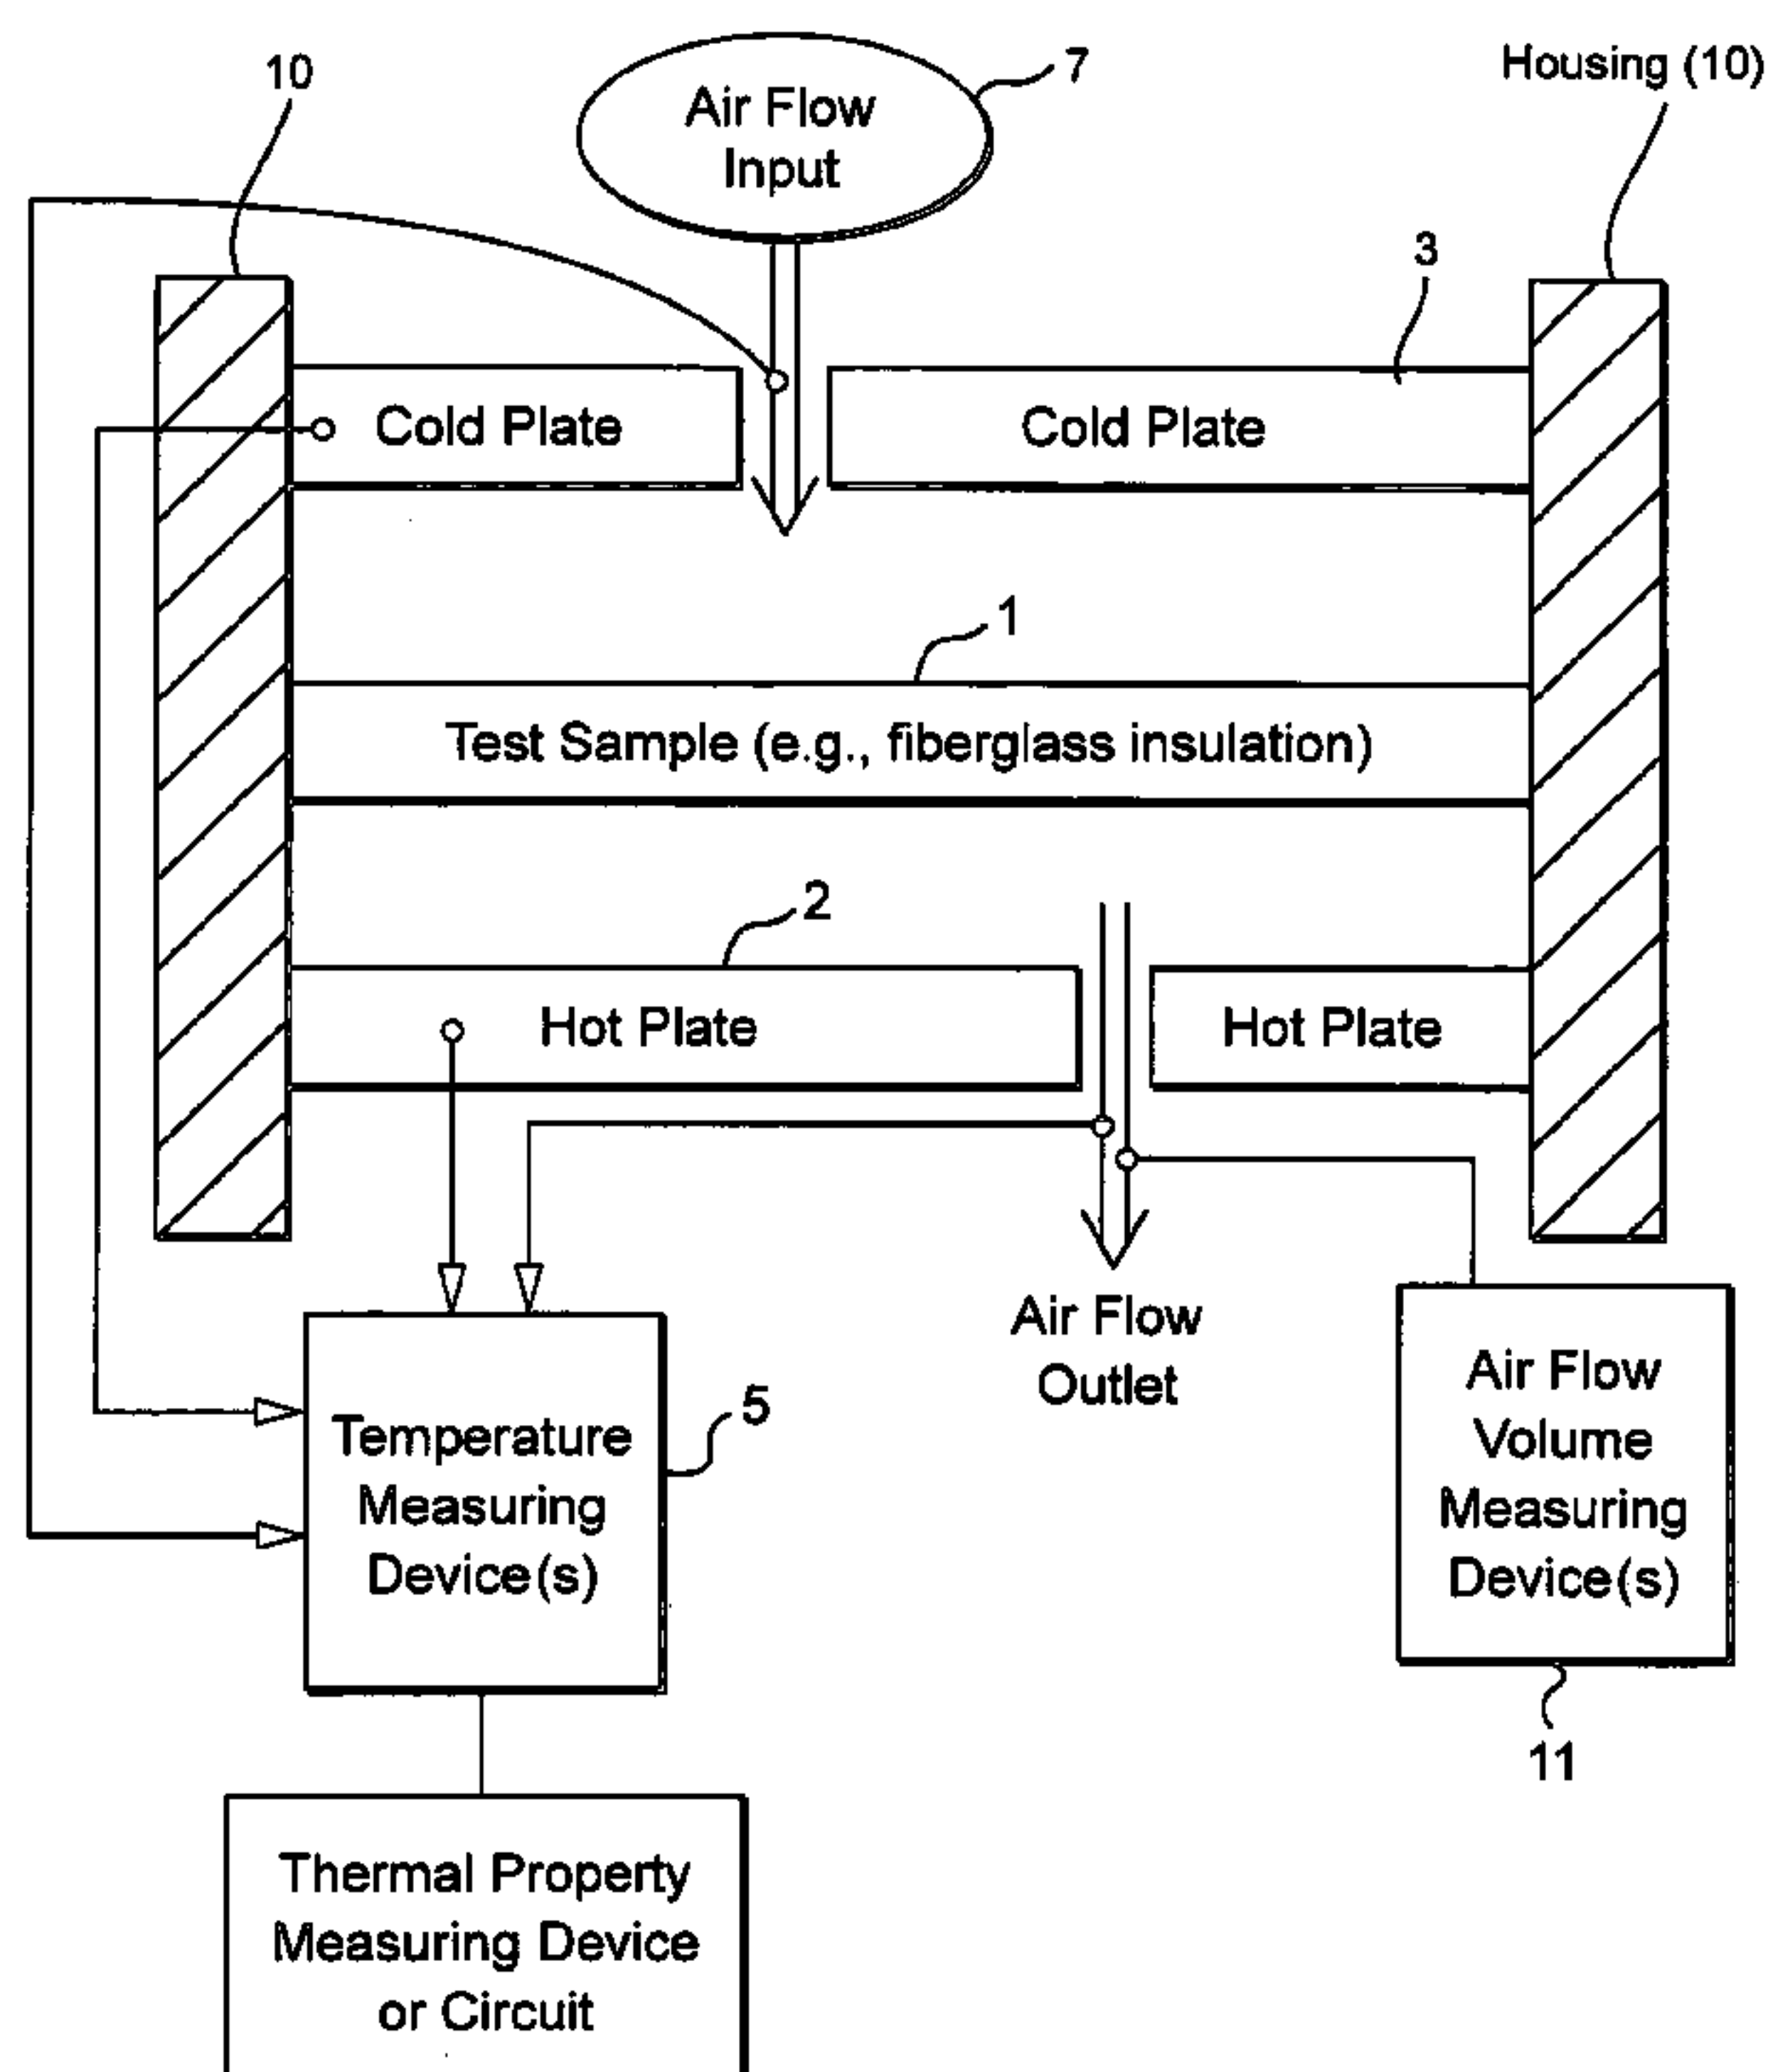 10
Air Flow
Input
7
Housing (10)
3
Cold Plate
Cold Plate
1
Test Sample (e.g., fiberglass insulation)
2
Hot Plate
Hot Plate
Air Flow
Outlet
5
Temperature
Measuring
Device(s)
Air Flow
Volume
Measuring
Device(s)
11
Thermal Property
Measuring Device
or Circuit